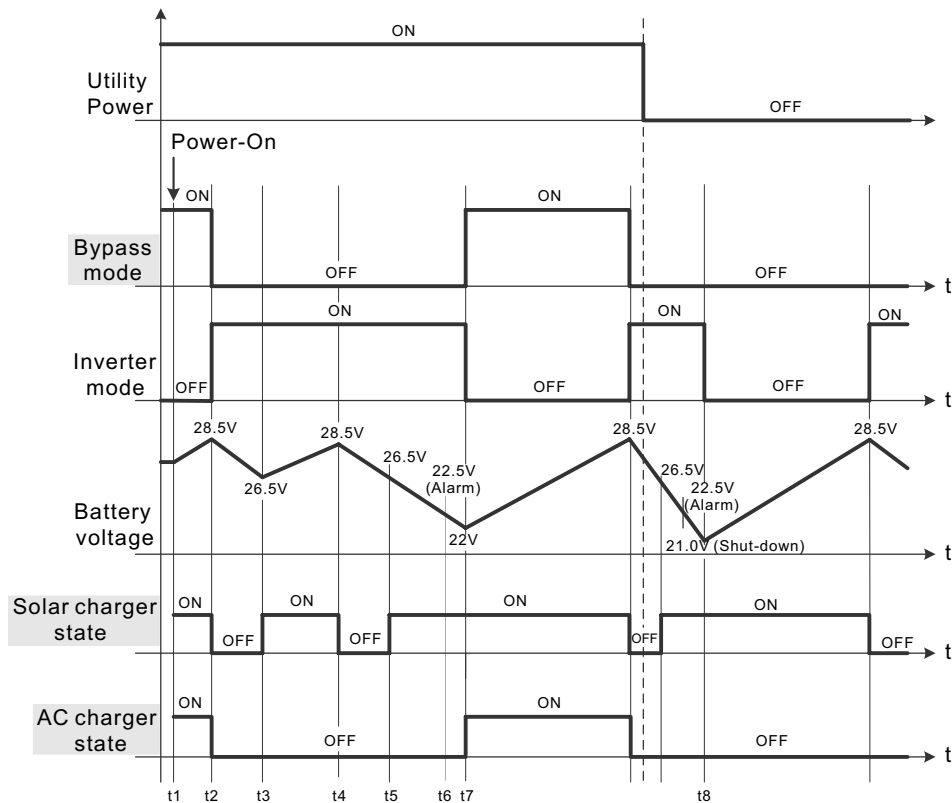 ON
Utility
Power
OFF
Power-On
ON
Bypass
mode
OFF
ON
OFF
t
ON
Inverter
mode
OFF
OFF
ON
OFF
ON
t
28.5V
26.5V
28.5V
26.5V
22.5V
(Alarm)
22V
28.5V
26.5V
22.5V
(Alarm)
21.0V (Shut-down)
28.5V
Battery
voltage
t
Solar charger
state
ON
OFF
ON
OFF
ON
OFF
ON
OFF
t
AC charger
state
ON
OFF
ON
OFF
t
t1 t2 t3 t4 t5 t6 t7 t8